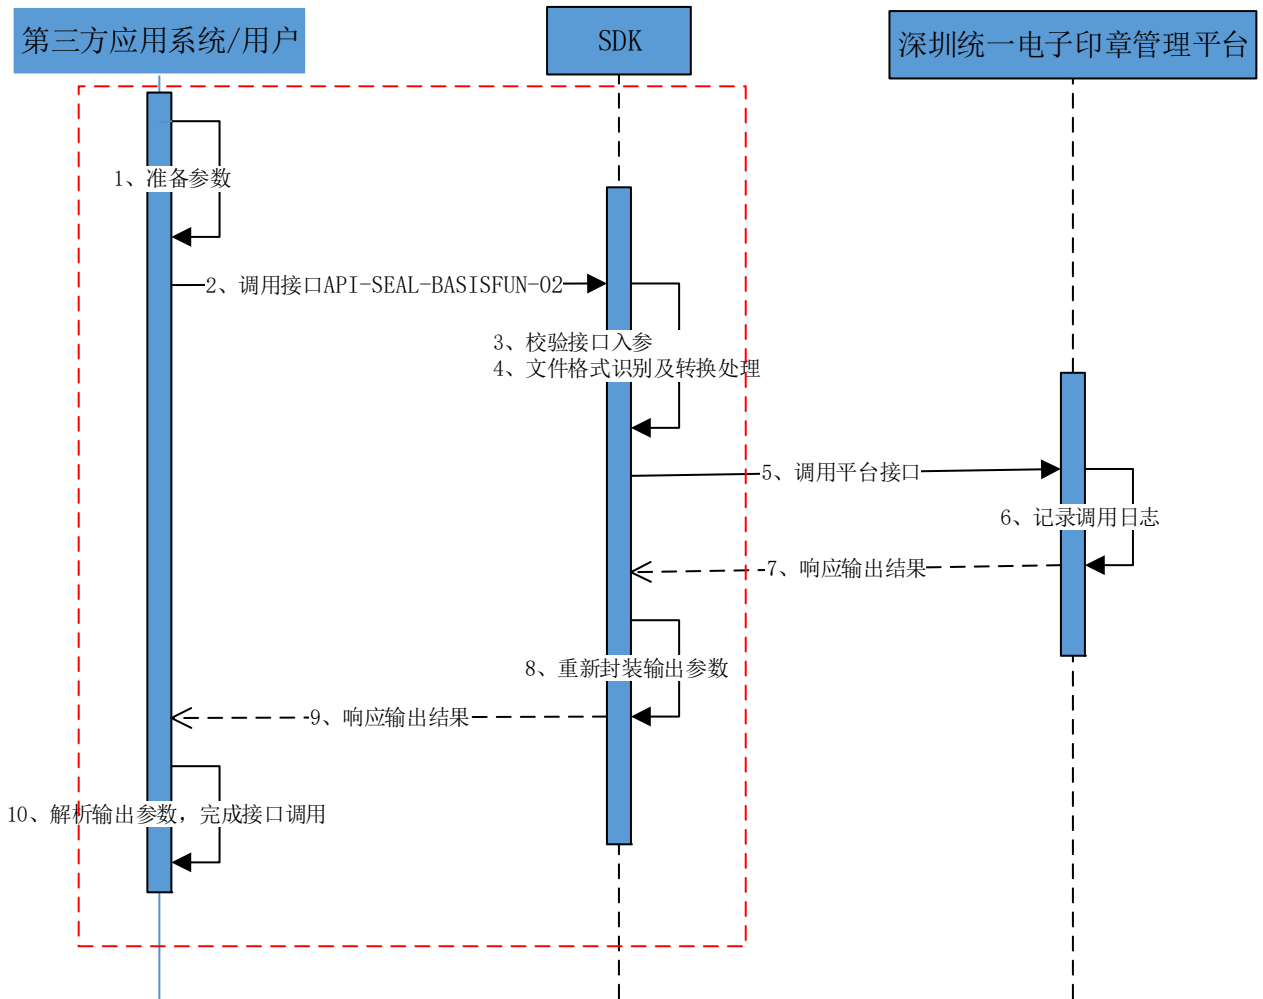 第三方应用系统/用户
SDK
深圳统一电子印章管理平台
1、准备参数
2、调用接口API-SEAL-BASISFUN-02
3、校验接口入参
4、文件格式识别及转换处理
5、调用平台接口
6、记录调用日志
7、响应输出结果
8、重新封装输出参数
9、响应输出结果
10、解析输出参数，完成接口调用